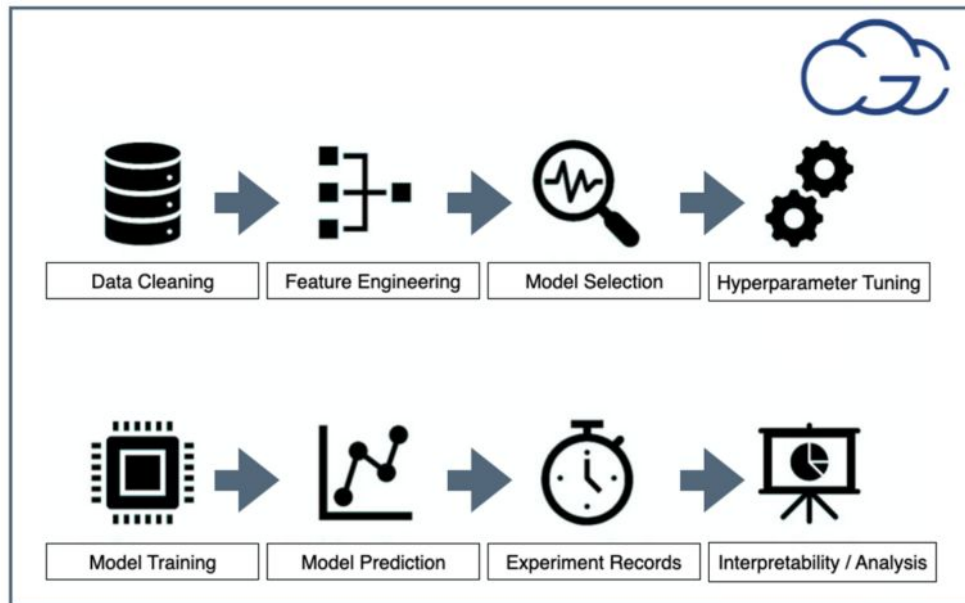 Data Cleaning
Feature Engineering
Model Selection
Hyperparameter Tuning
Model Training
Model Prediction
Experiment Records
Interpretability / Analysis